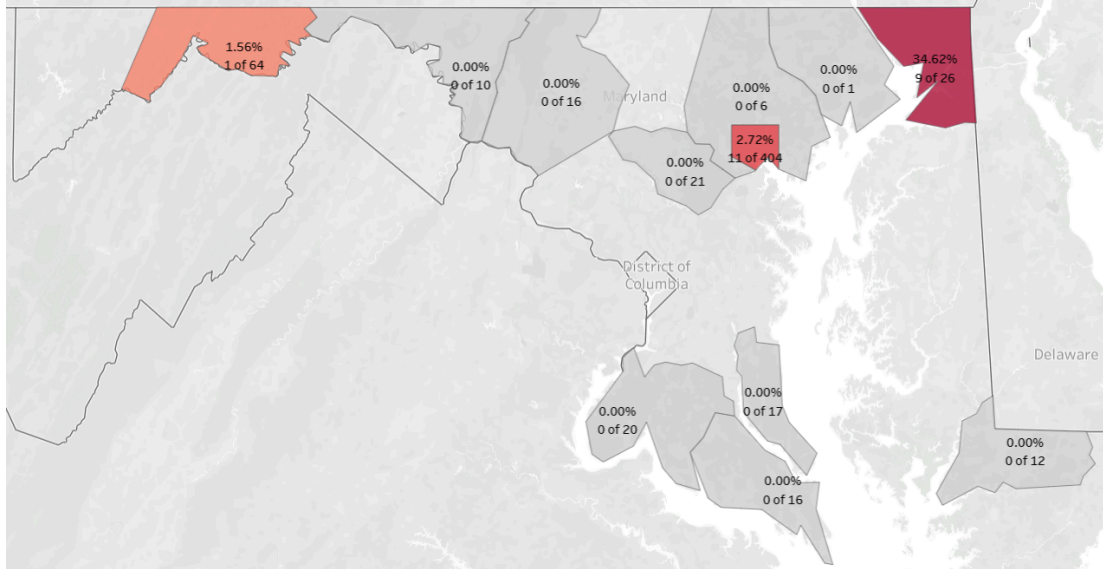 1.56%
1 of 64
0.00%
0 of 10
0.00%
0 of 16
Maryland
0.00%
0 of 6
0.00%
0 of 1
34.62%
9 of 26
2.72%
11 of 404
0.00%
0 of 21
District of
Columbia
Delaware
0.00%
0 of 20
0.00%
0 of 17
0.00%
0 of 12
0.00%
0 of 16